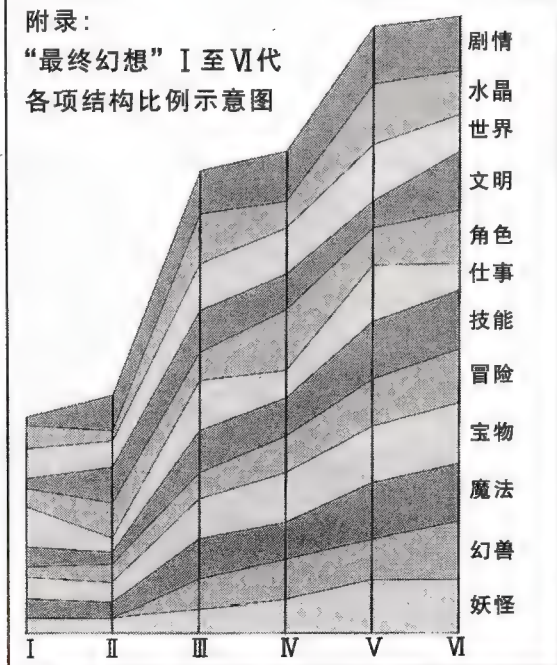 附录：
“最终幻想”Ⅰ至Ⅵ代
各项结构比例示意图
剧情
水晶
世界
文明
角色
仕事
技能
冒险
宝物
魔法
幻兽
妖怪
Ⅰ Ⅱ Ⅲ Ⅳ Ⅴ Ⅵ